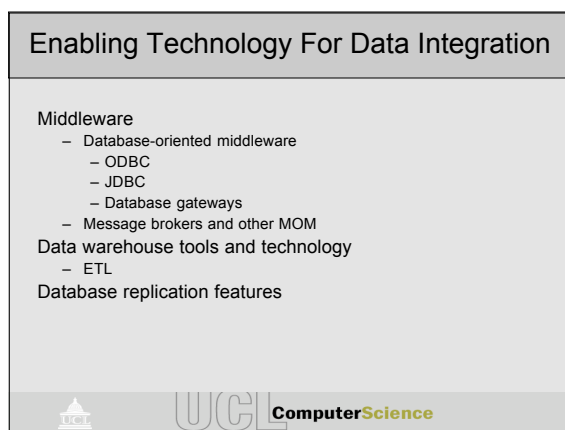 Enabling Technology For Data Integration
Middleware
– Database-oriented middleware
– ODBC
– JDBC
– Database gateways
– Message brokers and other MOM
Data warehouse tools and technology
– ETL
Database replication features
UCL
UCL ComputerScience